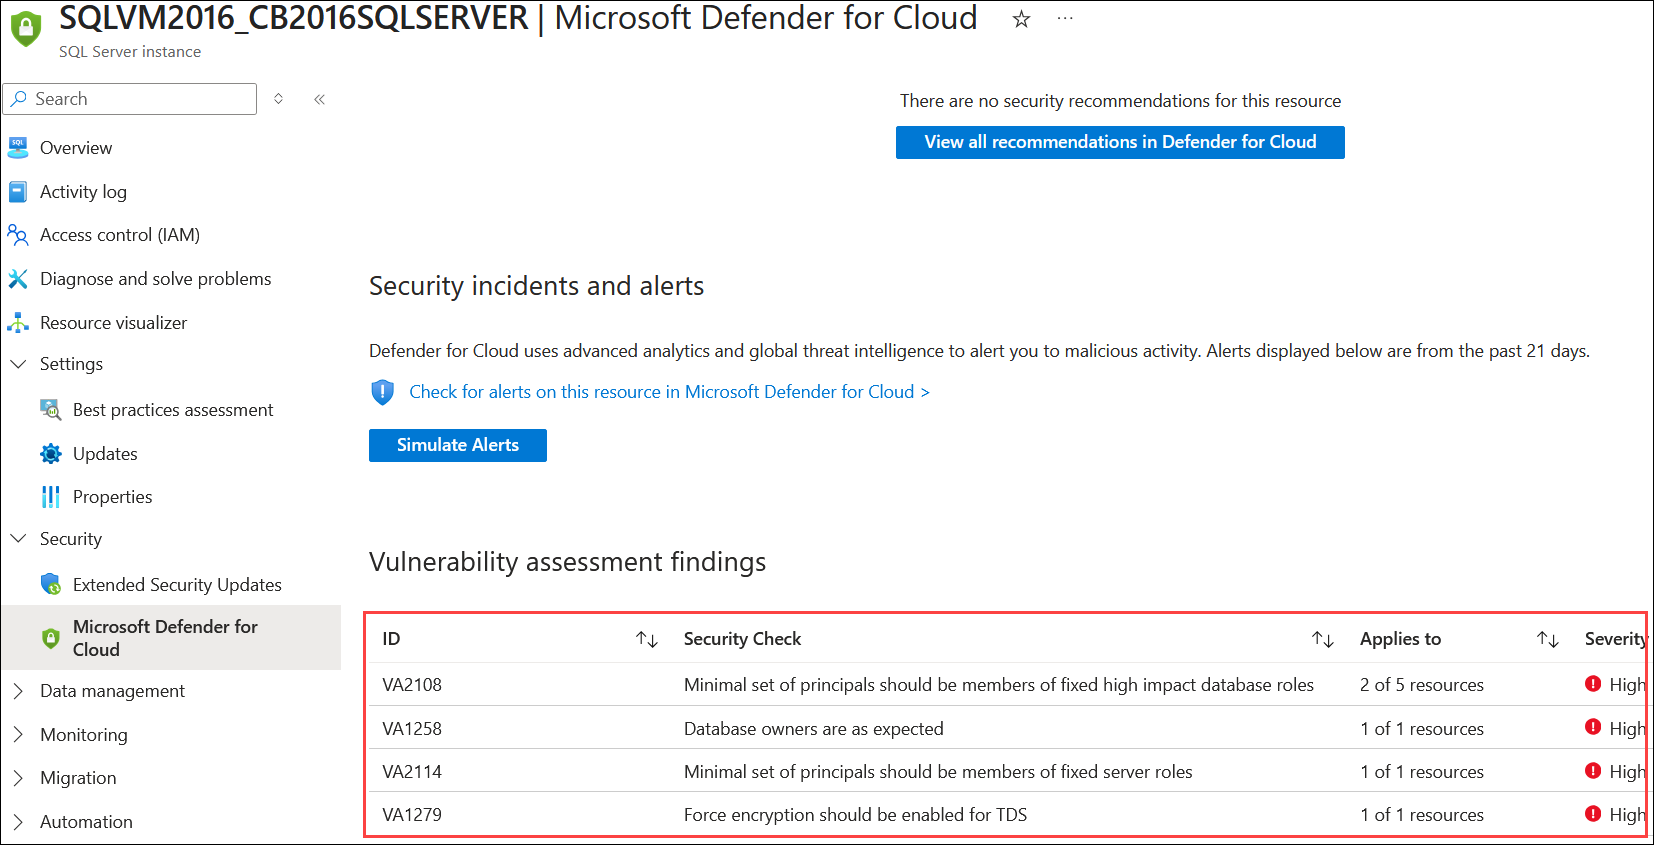 SQLVM2016_CB2016SQLSERVER | Microsoft Defender for Cloud
SQL Server instance
Search
Overview
Activity log
Access control (IAM)
Diagnose and solve problems
Resource visualizer
Settings
Best practices assessment
Updates
Properties
Security
Extended Security Updates
Microsoft Defender for
Cloud
Data management
Monitoring
Migration
Automation
There are no security recommendations for this resource
View all recommendations in Defender for Cloud
Security incidents and alerts
Defender for Cloud uses advanced analytics and global threat intelligence to alert you to malicious activity. Alerts displayed below are from the past 21 days.
Check for alerts on this resource in Microsoft Defender for Cloud >
Simulate Alerts
Vulnerability assessment findings
ID Security Check Applies to Severity
VA2108 Minimal set of principals should be members of fixed high impact database roles 2 of 5 resources High
VA1258 Database owners are as expected 1 of 1 resources High
VA2114 Minimal set of principals should be members of fixed server roles 1 of 1 resources High
VA1279 Force encryption should be enabled for TDS 1 of 1 resources High